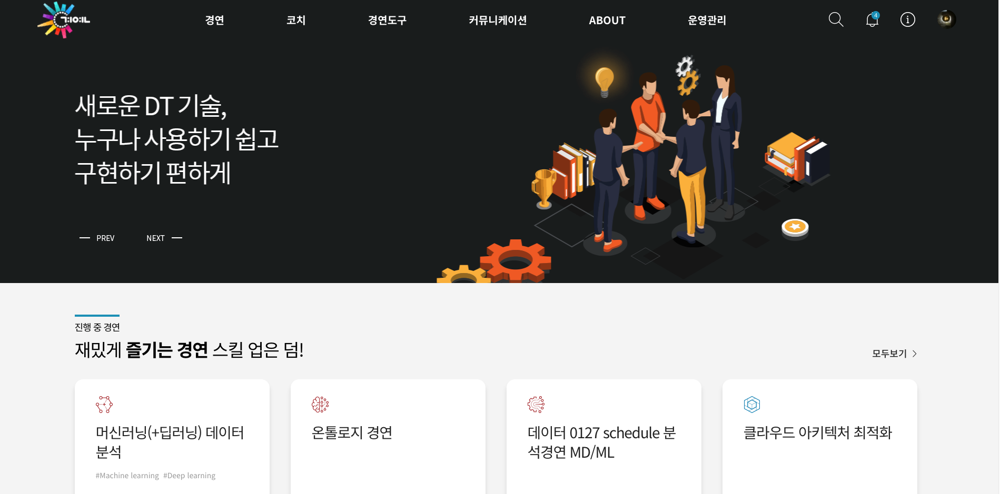 경연
코치
경연도구
커뮤니케이션
ABOUT
운영관리
4
새로운 DT 기술,
누구나 사용하기 쉽고
구현하기 편하게
PREV
NEXT
진행 중 경연
재밌게 즐기는 경연 스킬 업은 덤!
모두보기
머신러닝(+딥러닝) 데이터
분석
#Machine learning #Deep learning
온톨로지 경연
데이터 0127 schedule 분
석경연 MD/ML
클라우드 아키텍처 최적화